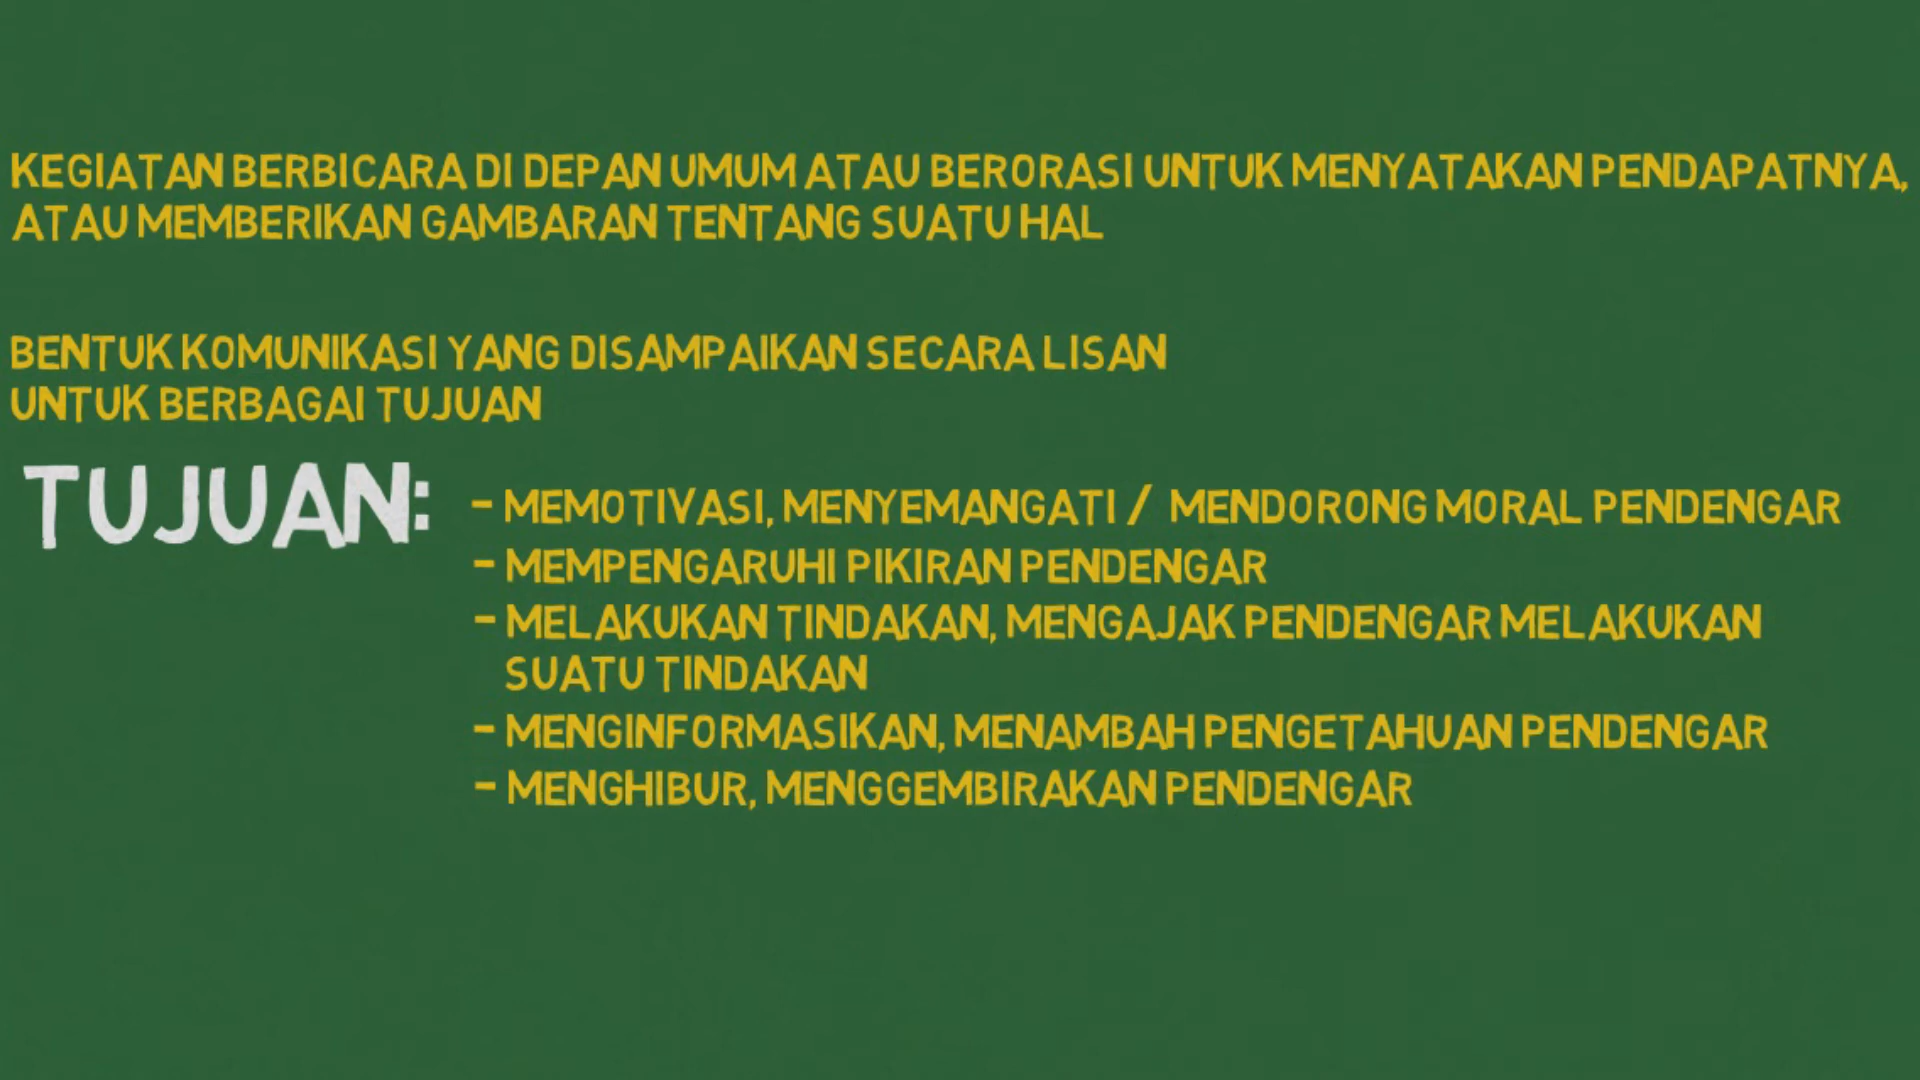 KEGIATAN BERBICARA DI DEPAN UMUM ATAU BERORASI UNTUK MENYATAKAN PENDAPATNYA,
ATAU MEMBERIKAN GAMBARAN TENTANG SUATU HAL
BENTUK KOMUNIKASI YANG DISAMPAIKAN SECARA LISAN
UNTUK BERBAGAI TUJUAN
TUJUAN:
- MEMOTIVASI, MENYEMANGATI / MENDORONG MORAL PENDENGAR
- MEMPENGARUHI PIKIRAN PENDENGAR
- MELAKUKAN TINDAKAN, MENGAJAK PENDENGAR MELAKUKAN
SUATU TINDAKAN
- MENGINFORMASIKAN, MENAMBAH PENGETAHUAN PENDENGAR
- MENGHIBUR, MENGGEMBIRAKAN PENDENGAR